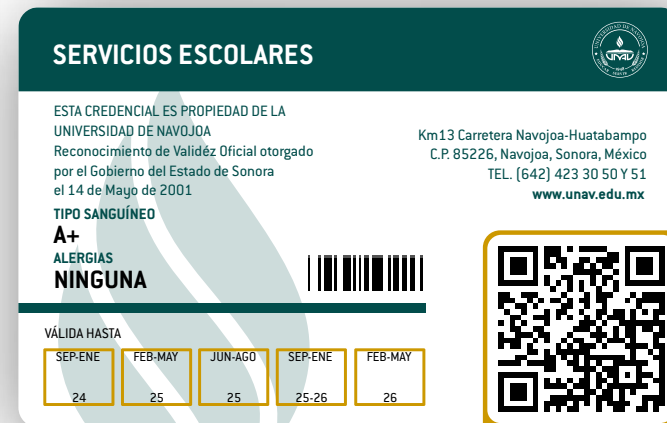 SERVICIOS ESCOLARES
UNAV
ESTA CREDENCIAL ES PROPIEDAD DE LA
UNIVERSIDAD DE NAVOJOA
Reconocimiento de Validéz Oficial otorgado
por el Gobierno del Estado de Sonora
el 14 de Mayo de 2001
TIPO SANGUÍNEO
A+
ALERGIAS
NINGUNA
Km13 Carretera Navojoa-Huatabampo
C.P. 85226, Navojoa, Sonora, México
TEL. (642) 423 30 50 Y 51
www.unav.edu.mx
VÁLIDA HASTA
SEP-ENE FEB-MAY JUN-AGO SEP-ENE FEB-MAY
24 25 25 25-26 26